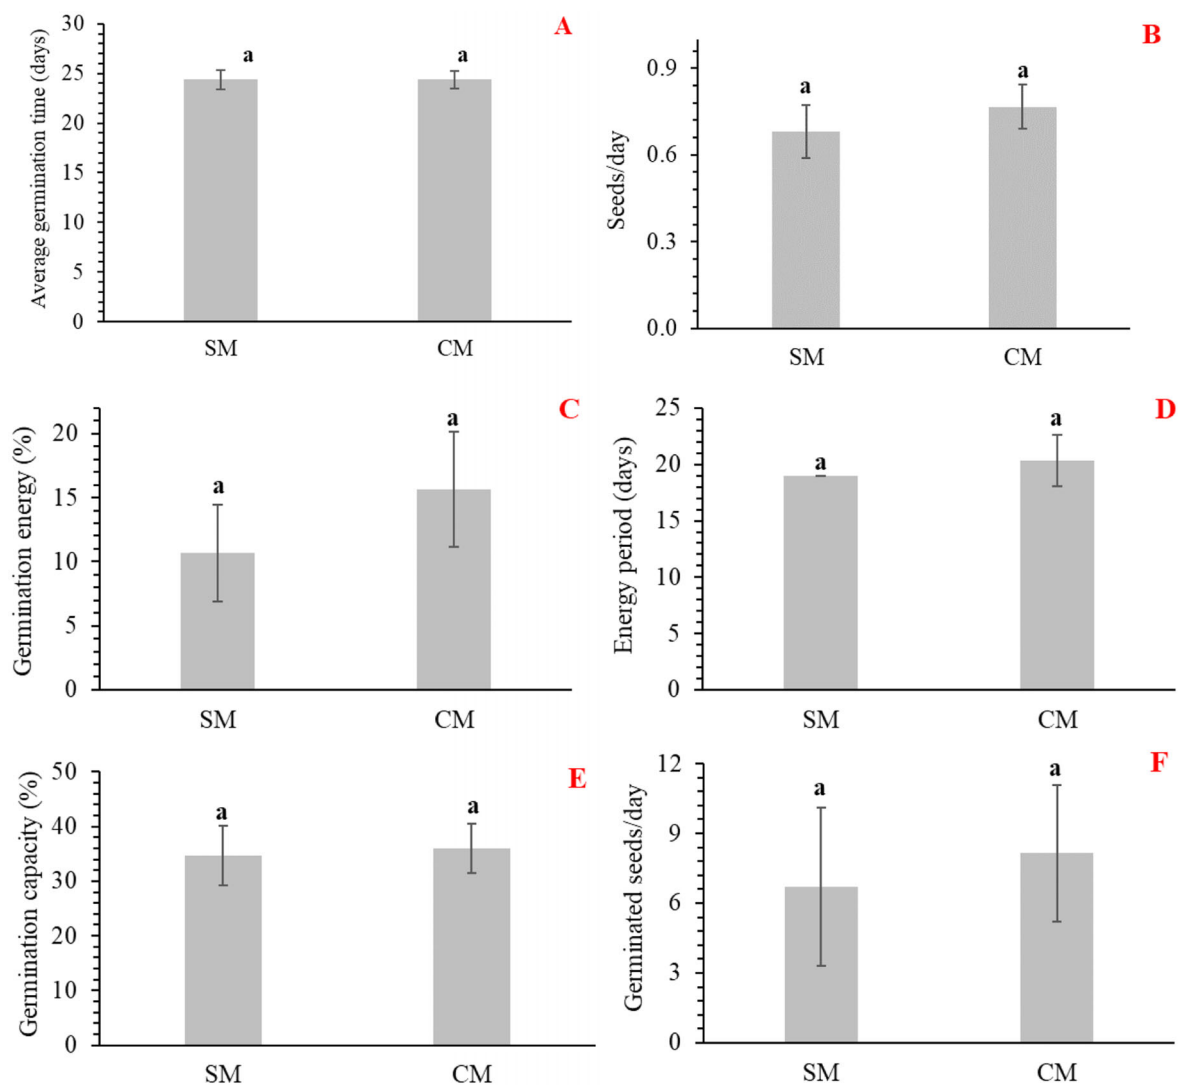 A
Average germination time (days)
30
25
20
15
10
5
0
a
a
SM
CM
B
Seeds/day
0.9
0.6
0.3
0.0
a
a
SM
CM
C
Germination energy (%)
20
15
10
5
0
a
a
SM
CM
D
Energy period (days)
25
20
15
10
5
0
a
a
SM
CM
E
Germination capacity (%)
50
40
30
20
10
0
a
a
SM
CM
F
Germinated seeds/day
12
9
6
3
0
a
a
SM
CM